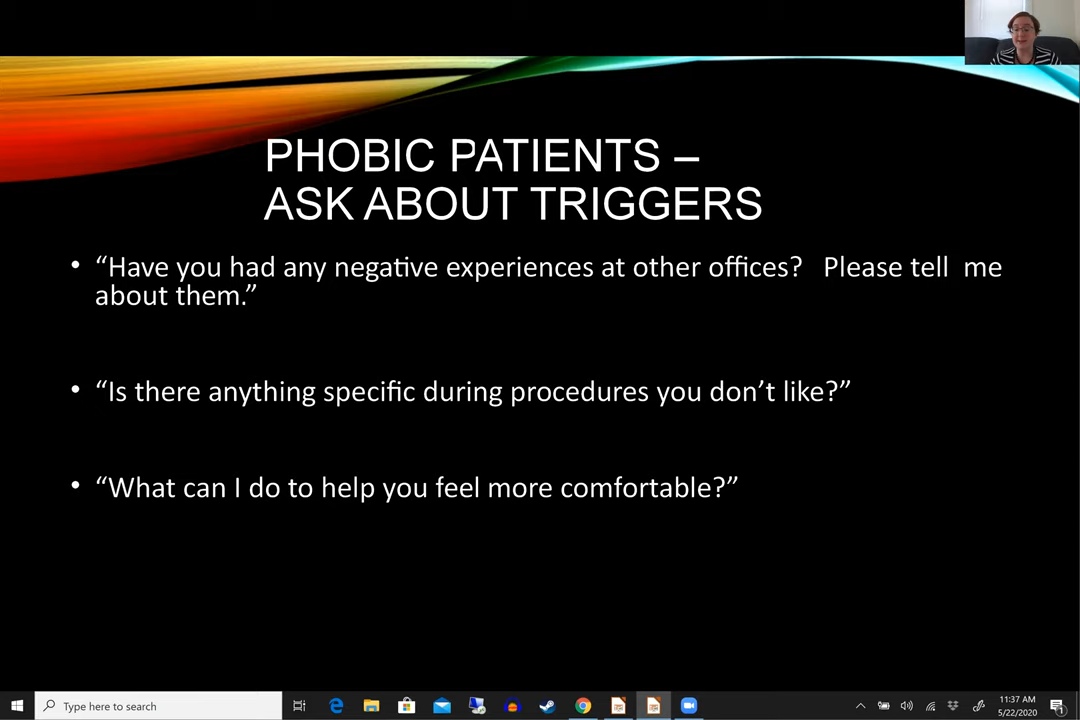 PHOBIC PATIENTS –
ASK ABOUT TRIGGERS
• “Have you had any negative experiences at other offices? Please tell me
about them.”
• “Is there anything specific during procedures you don’t like?”
• “What can I do to help you feel more comfortable?”
Type here to search
11:37 AM
5/22/2020
1